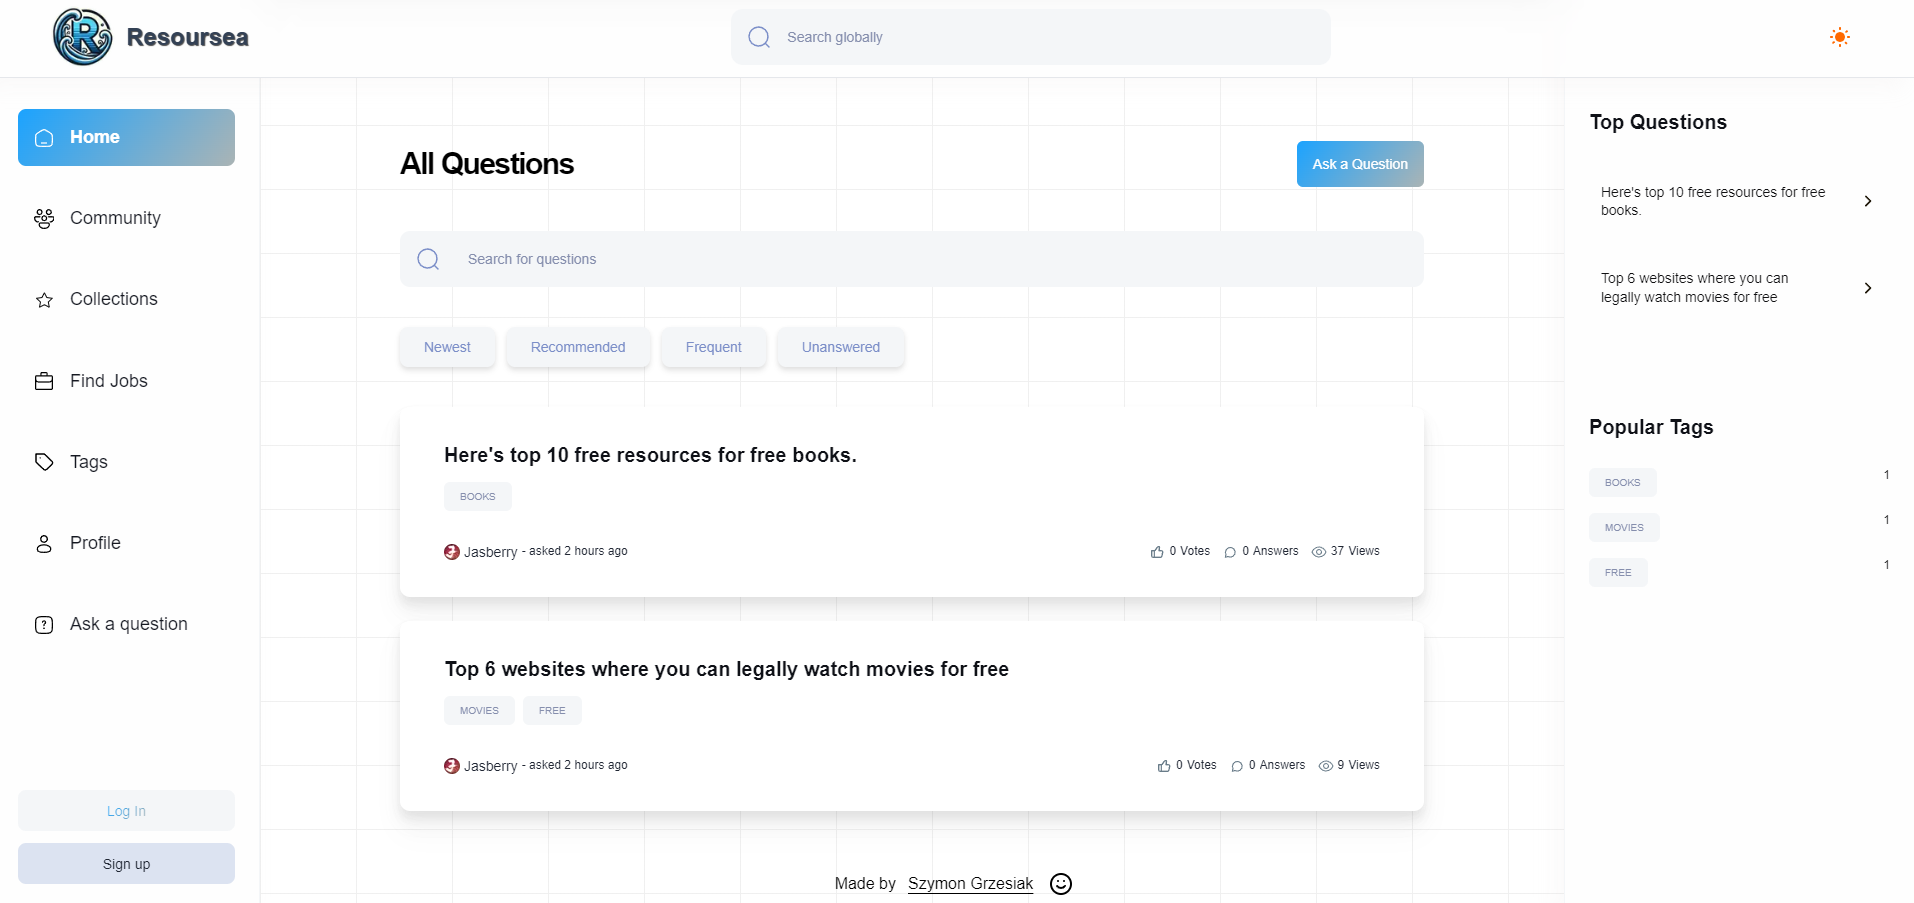 Resoursea
Search globally
Home
Community
Collections
Find Jobs
Tags
Profile
Ask a question
Log In
Sign up
All Questions
Ask a Question
Search for questions
Newest
Recommended
Frequent
Unanswered
Here's top 10 free resources for free books.
BOOKS
Jasberry - asked 2 hours ago
0 Votes
0 Answers
37 Views
Top 6 websites where you can legally watch movies for free
MOVIES
FREE
Jasberry - asked 2 hours ago
0 Votes
0 Answers
9 Views
Made by Szymon Grzesiak
Top Questions
Here's top 10 free resources for free
books.
Top 6 websites where you can
legally watch movies for free
Popular Tags
BOOKS 1
MOVIES 1
FREE 1